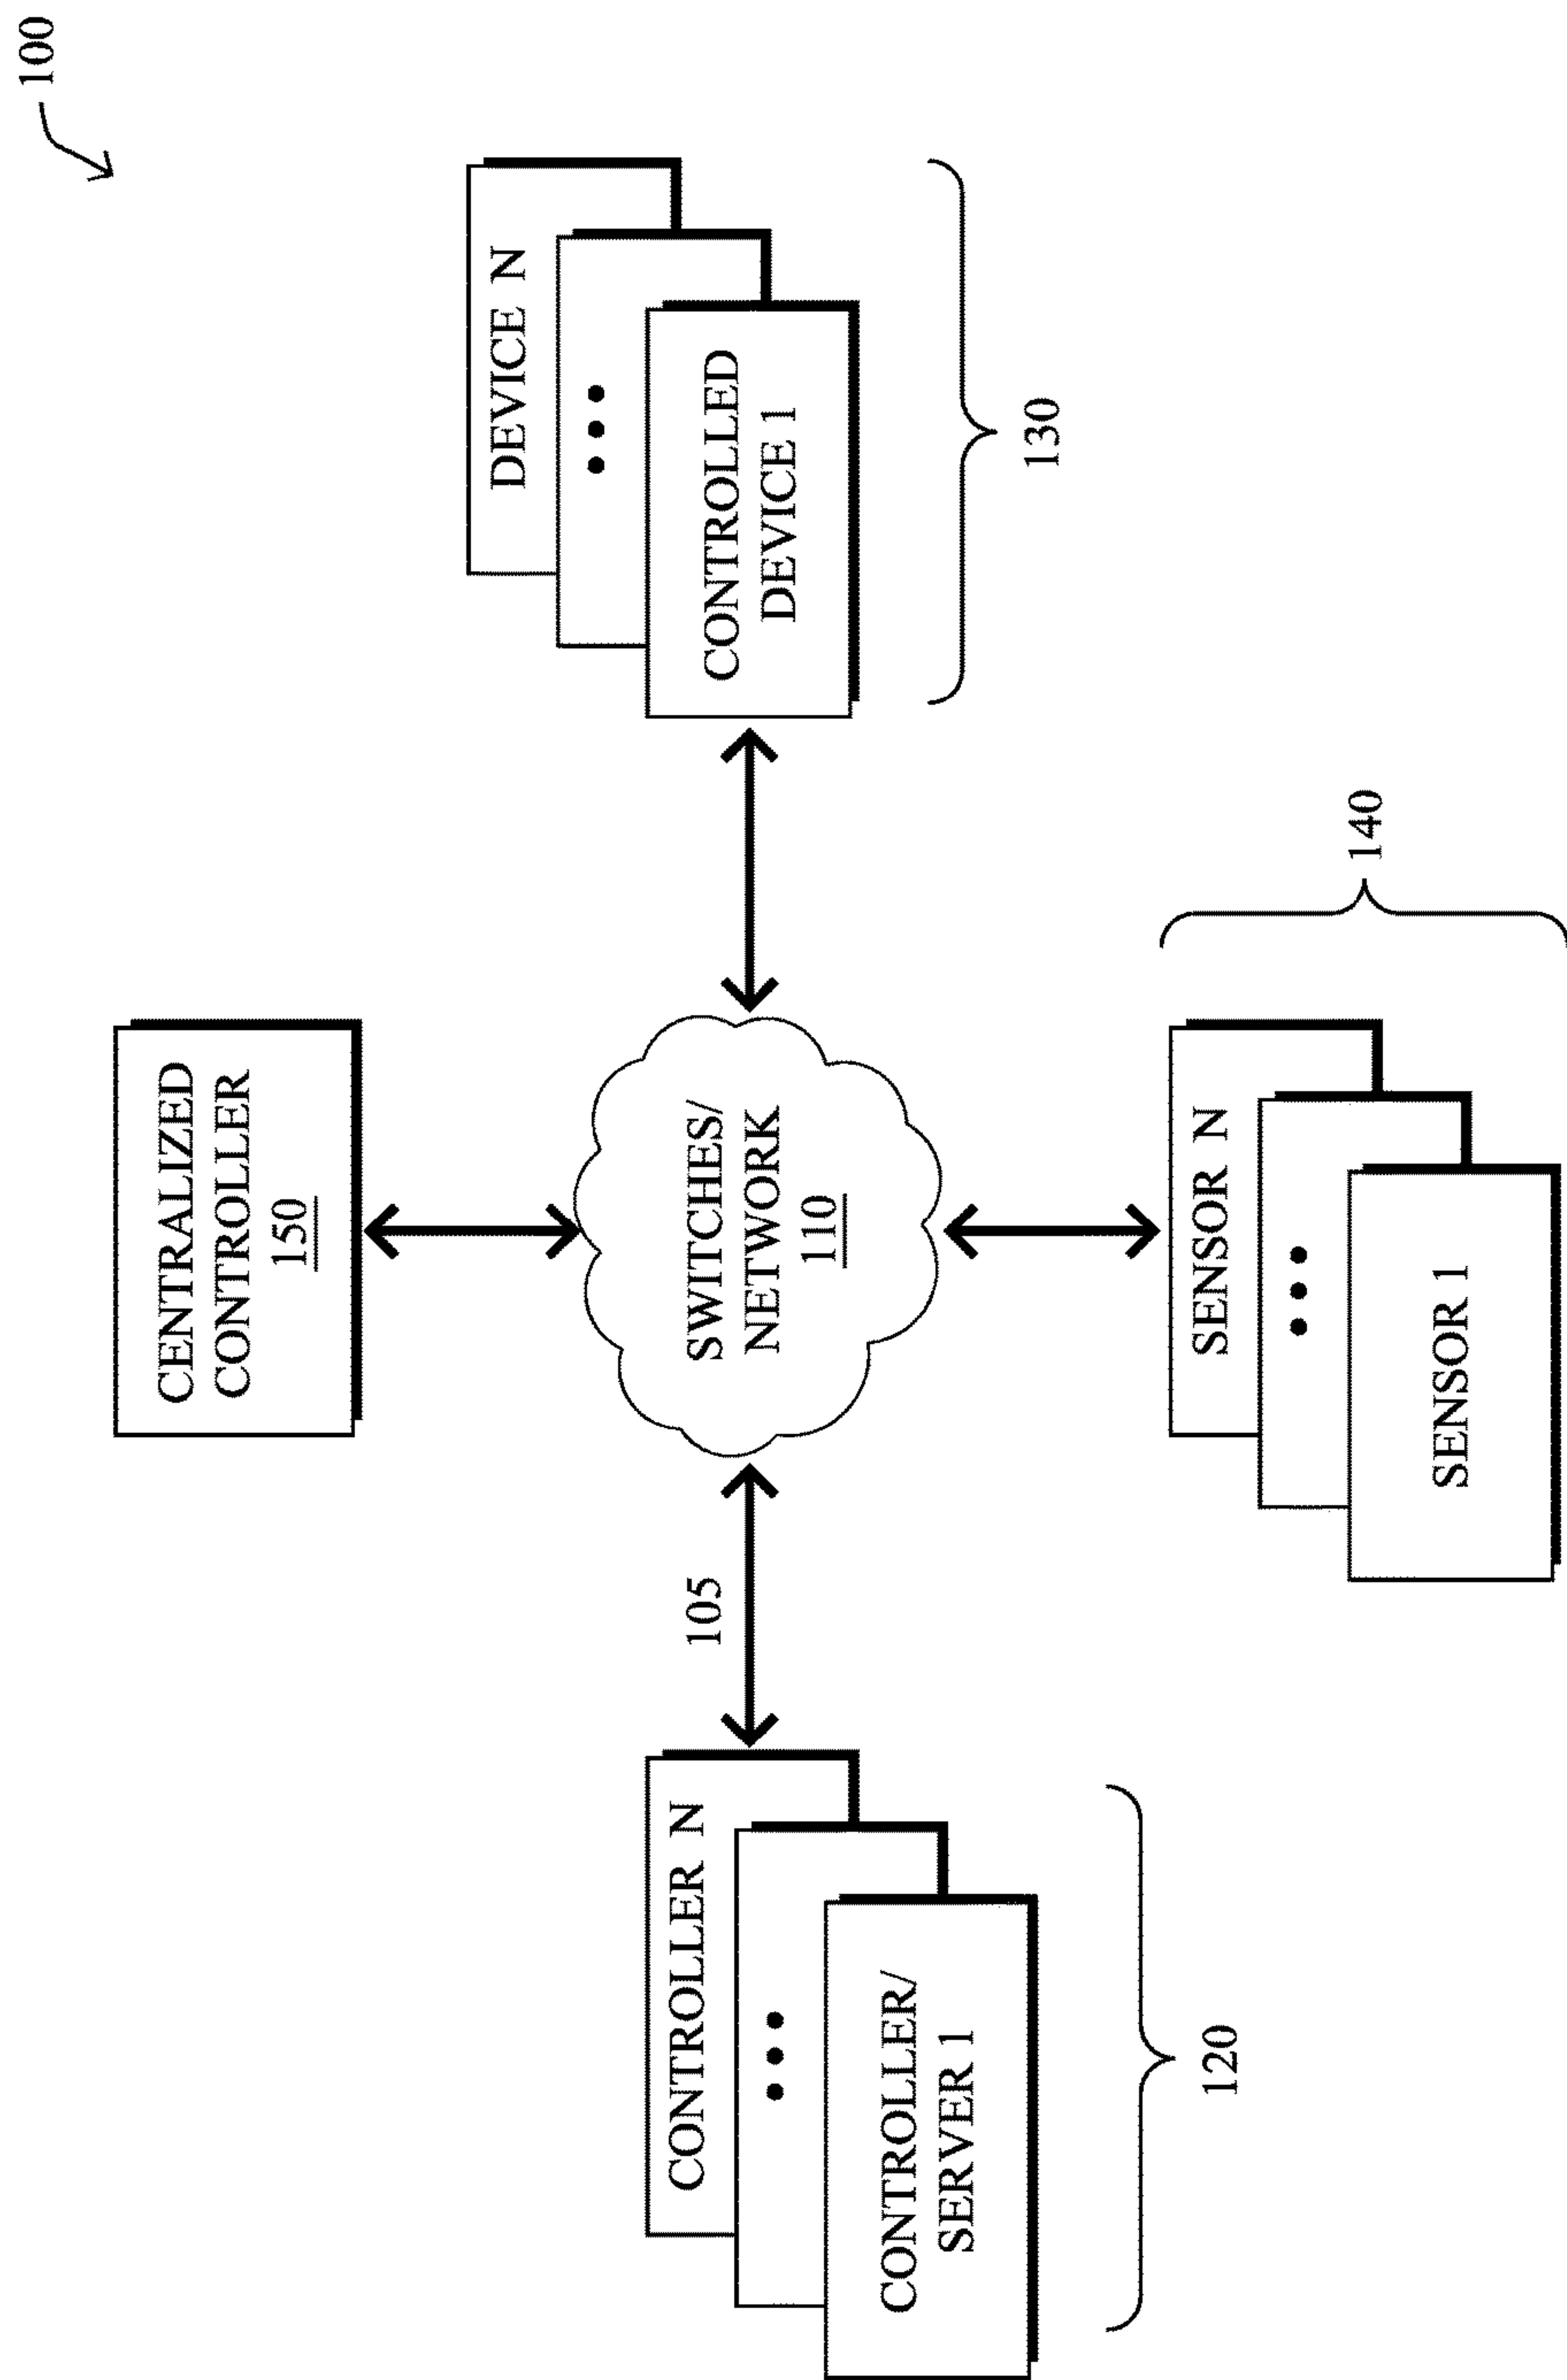 100
CENTRALIZED
CONTROLLER
150
CONTROLLER N
CONTROLLER/
SERVER 1
120
105
SWITCHES/
NETWORK
110
DEVICE N
CONTROLLED
DEVICE 1
130
SENSOR N
SENSOR 1
140